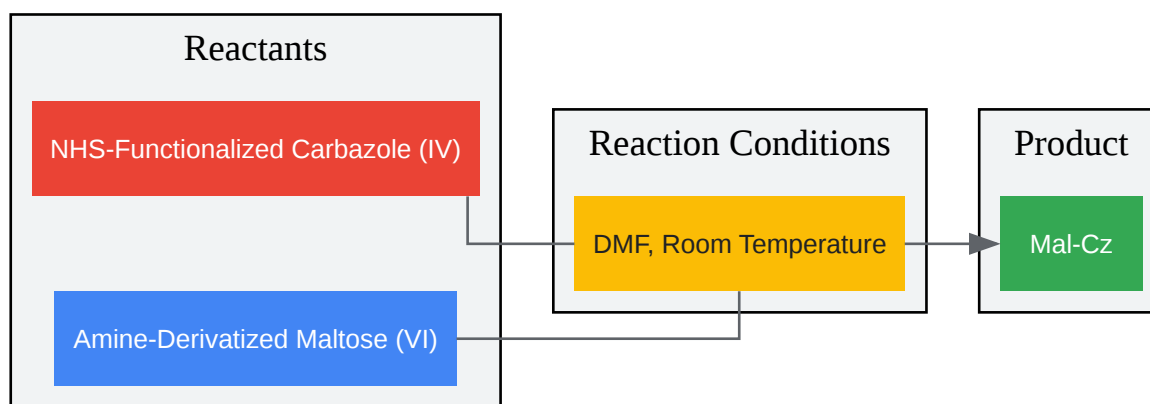 Reactants
NHS-Functionalized Carbazole (IV)
Amine-Derivatized Maltose (VI)
Reaction Conditions
DMF, Room Temperature
Product
Mal-Cz